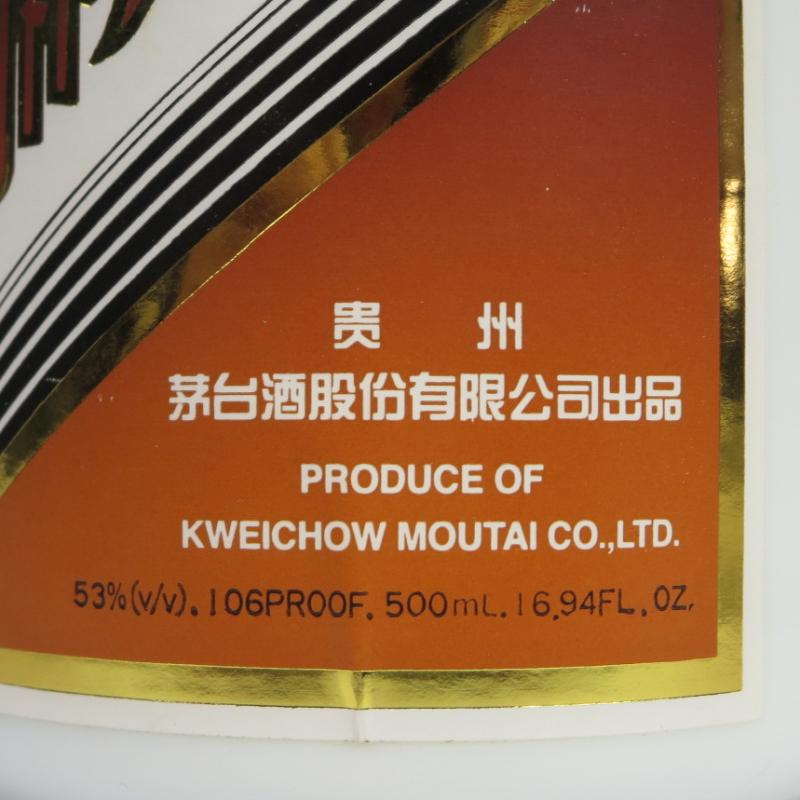 贵 州
茅台酒股份有限公司出品
PRODUCE OF
KWEICHOW MOUTAI CO.,LTD.
53%(v/v). 106PROOF. 500mL. 16.94FL. OZ.